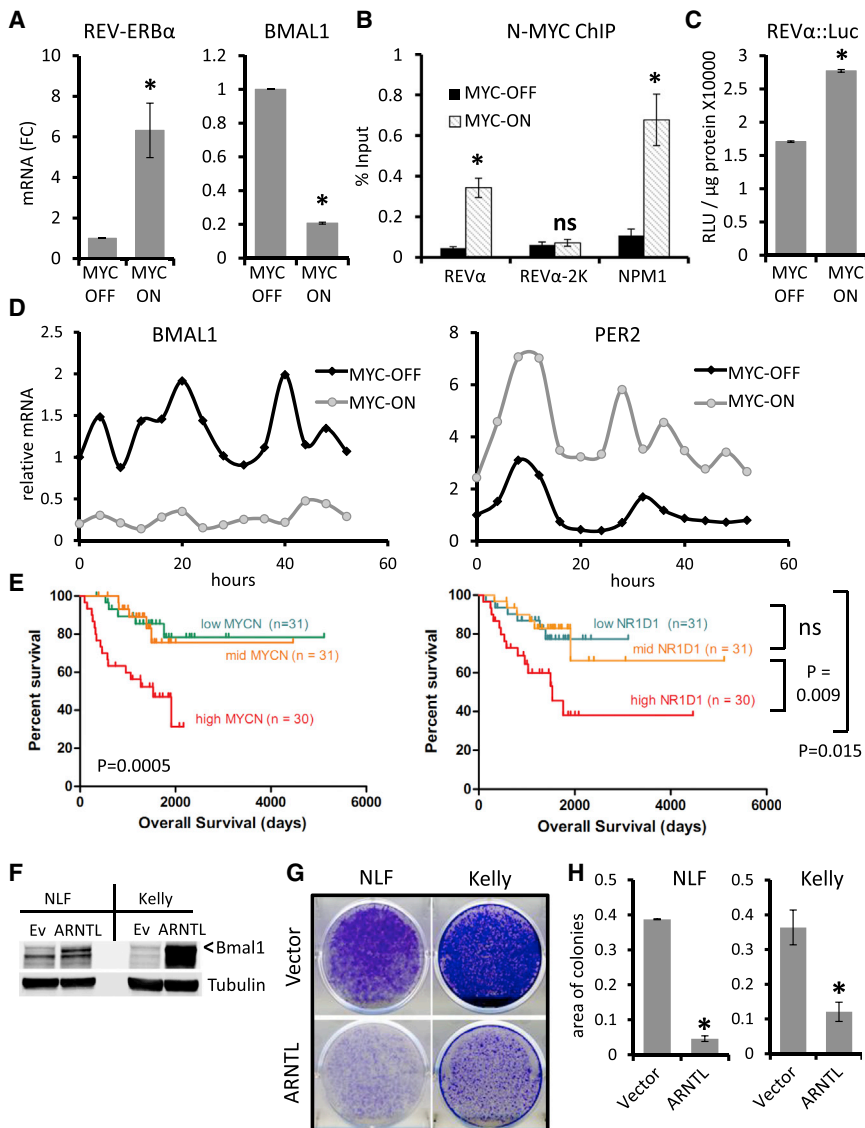 A
REV-ERBα
BMAL1
mRNA (FC)
10
8
6
4
2
0
*
MYC OFF
MYC ON
1.2
1
0.8
0.6
0.4
0.2
0
*
MYC OFF
MYC ON
B
N-MYC ChIP
% Input
1
0.8
0.6
0.4
0.2
0
MYC-OFF
MYC-ON
*
ns
*
REVα
REVα-2K
NPM1
C
REVα::Luc
RLU / µg protein X10000
3
2.5
2
1.5
1
0.5
0
*
MYC OFF
MYC ON
D
BMAL1
relative mRNA
2.5
2
1.5
1
0.5
0
MYC-OFF
MYC-ON
0
20
40
60
hours
PER2
8
6
4
2
0
MYC-OFF
MYC-ON
0
20
40
60
hours
E
Percent survival
100
80
60
40
20
0
low MYCN (n=31)
mid MYCN (n = 31)
high MYCN (n = 30)
P=0.0005
0
2000
4000
6000
Overall Survival (days)
Percent survival
100
80
60
40
20
0
low NR1D1 (n=31)
mid NR1D1 (n = 31)
high NR1D1 (n = 30)
0
2000
4000
6000
Overall Survival (days)
ns
P =
0.009
P=0.015
F
NLF
Kelly
Ev ARNTL
Ev ARNTL
<Bmal1
Tubulin
G
NLF
Kelly
Vector
ARNTL
H
NLF
Kelly
area of colonies
0.5
0.4
0.3
0.2
0.1
0
*
Vector
ARNTL
0.5
0.4
0.3
0.2
0.1
0
*
Vector
ARNTL